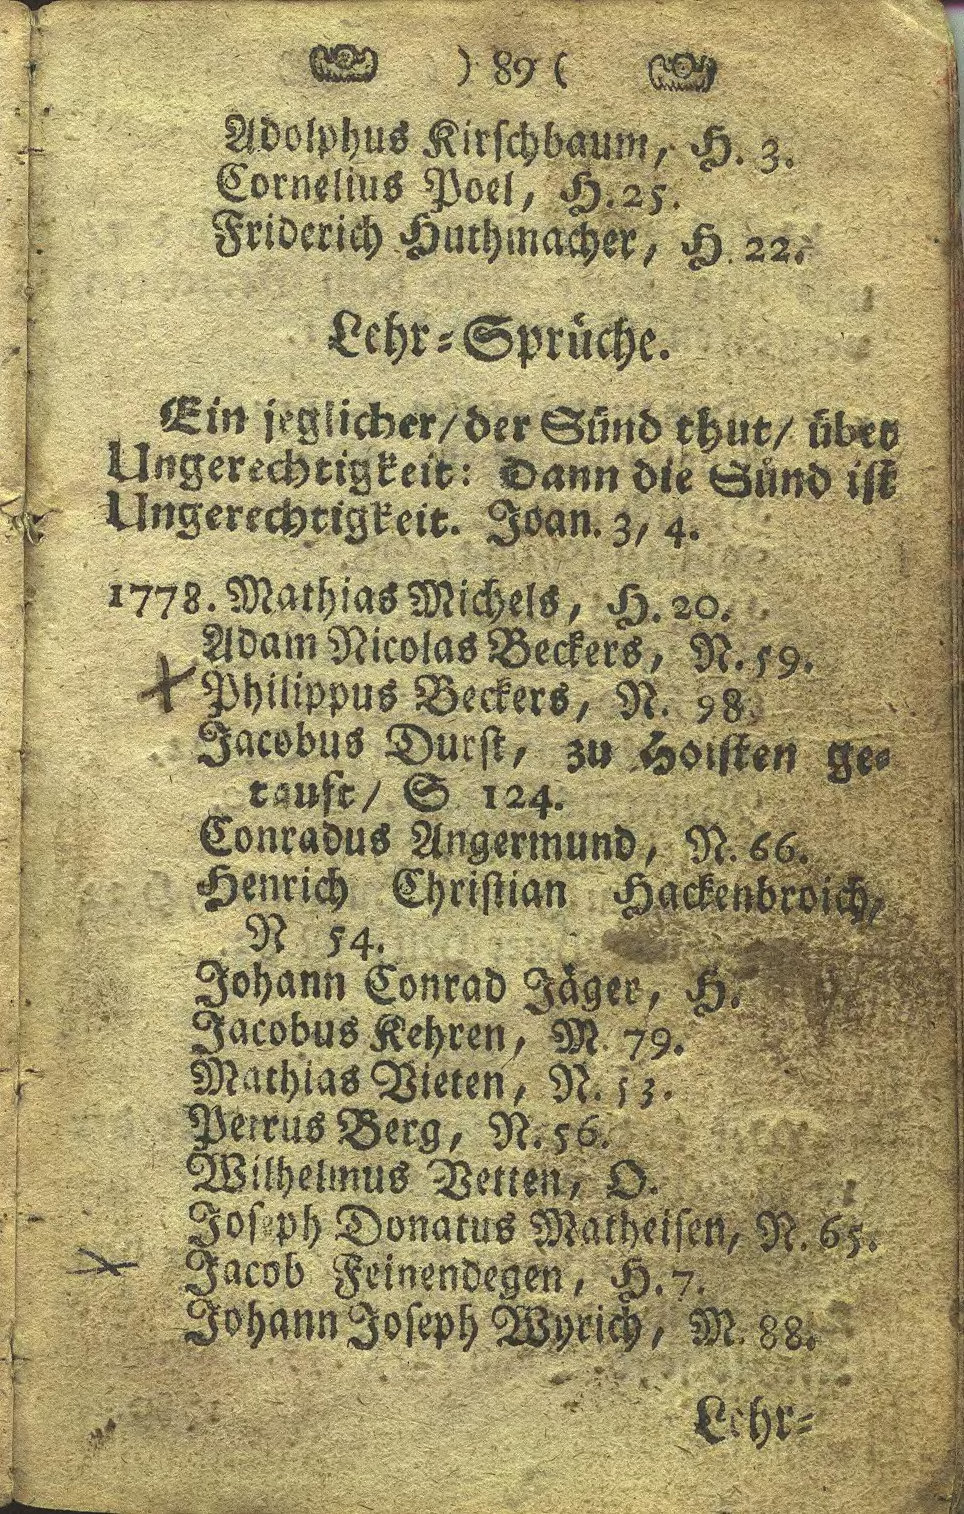 ) 89 (
Adolphus Kirschbaum, H. 3.
Cornelius Poel, H. 25.
Friderich Huthmacher, H. 22.
Lehr-Sprüche.
Ein jeglicher/ der Sünd thut/ übet
Ungerechtigkeit: Dann die Sünd ist
Ungerechtigkeit. Joan. 3, 4.
1778. Mathias Michels, H. 20.
Adam Nicolas Beckers, N. 59.
Philippus Beckers, N. 98.
Jacobus Durst, zu Hoisten ge-
tauft/ S 124.
Conradus Angermund, N. 66.
Henrich Christian Hackenbroich,
N 54.
Johann Conrad Jäger, H.
Jacobus Kehren, M. 79.
Mathias Vieten, N. 53.
Petrus Berg, N. 56.
Wilhelmus Vetten, O.
Joseph Donatus Matheisen, N. 65.
Jacob Feinendegen, H. 7.
Johann Joseph Wyrich, M. 88.
Lehr-